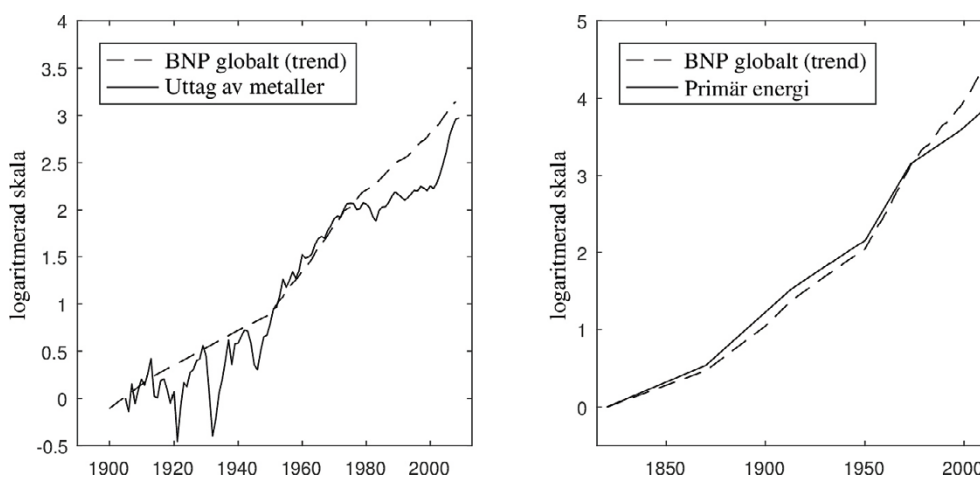 4
3.5
3
2.5
2
1.5
1
0.5
0
-0.5
logaritmerad skala
BNP globalt (trend)
Uttag av metaller
1900 1920 1940 1960 1980 2000
5
4
3
2
1
0
logaritmerad skala
BNP globalt (trend)
Primär energi
1850 1900 1950 2000